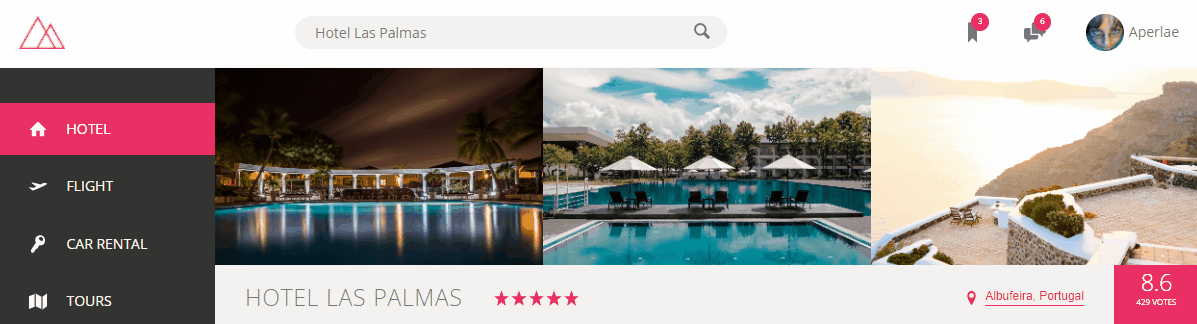 Hotel Las Palmas
3
6
Aperlae
HOTEL
FLIGHT
CAR RENTAL
TOURS
HOTEL LAS PALMAS
Albufeira, Portugal
8.6
429 VOTES